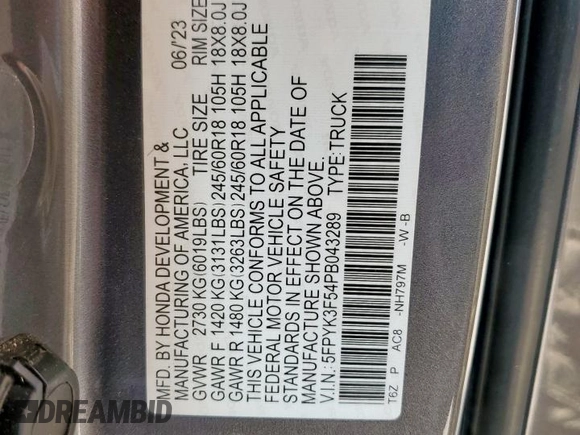 MFD. BY HONDA DEVELOPMENT &
MANUFACTURING OF AMERICA, LLC 06/23
GVWR 2730 KG(6019LBS) TIRE SIZE RIM SIZE
GAWR F 1420 KG(3131LBS) 245/60R18 105H 18X8.0J
GAWR R 1480 KG(3263LBS) 245/60R18 105H 18X8.0J
THIS VEHICLE CONFORMS TO ALL APPLICABLE
FEDERAL MOTOR VEHICLE SAFETY
STANDARDS IN EFFECT ON THE DATE OF
MANUFACTURE SHOWN ABOVE.
V.I.N.:5FPYK3F54PB043289 TYPE:TRUCK
T6Z P AC8 -NH797M -W-B
DREAMBID